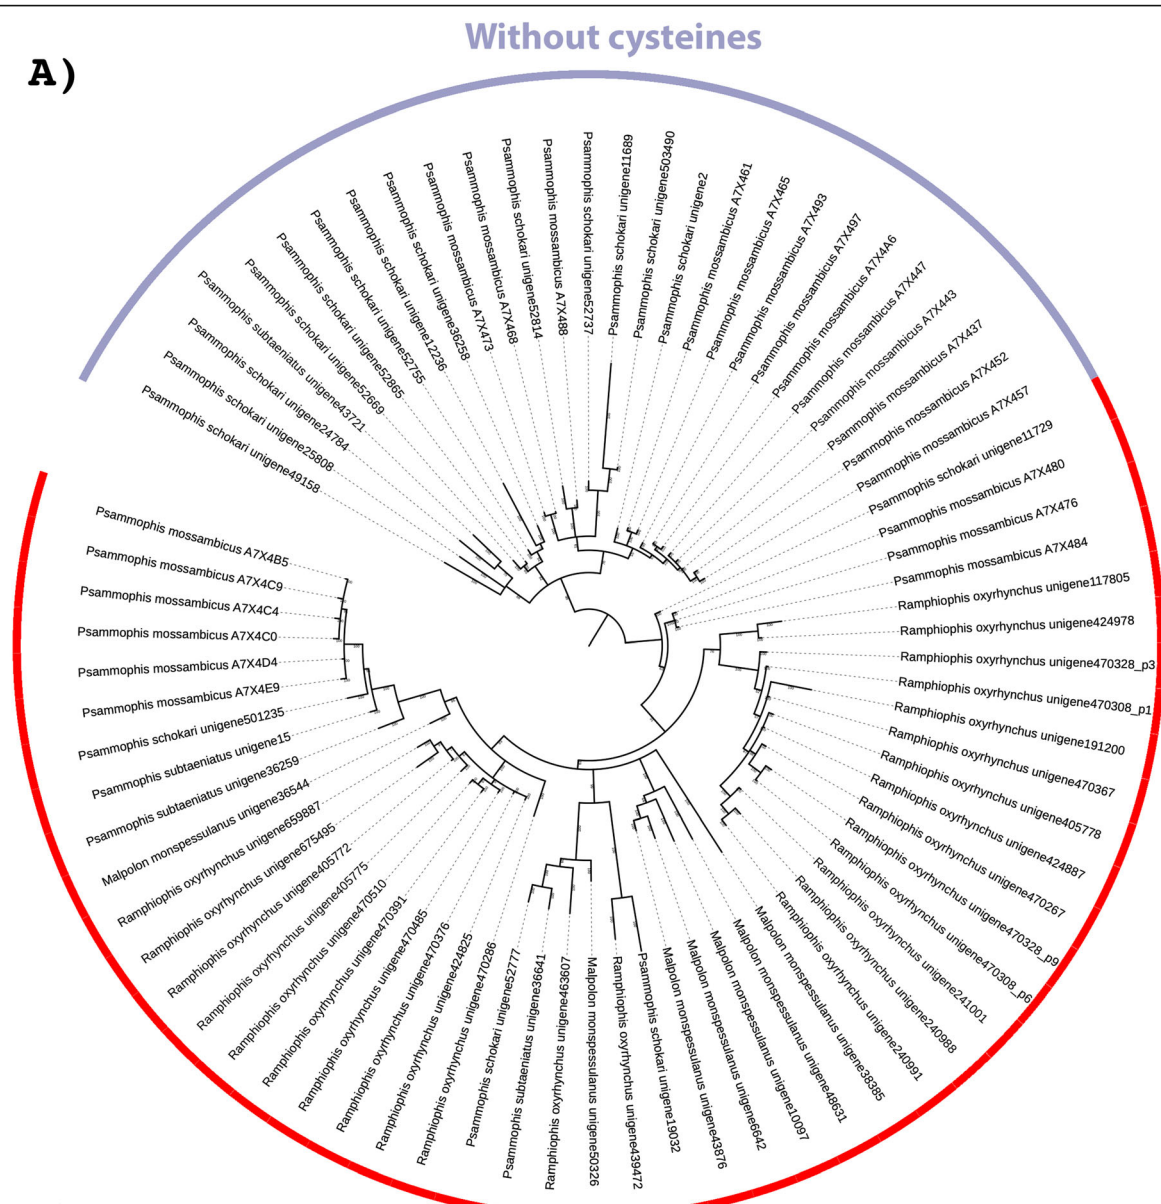 Without cysteines
A)
Psammophis schokari unigene49158
Psammophis schokari unigene25808
Psammophis schokari unigene24784
Psammophis subtaeniatus unigene43721
Psammophis schokari unigene52669
Psammophis schokari unigene52865
Psammophis schokari unigene52755
Psammophis schokari unigene12236
Psammophis schokari unigene36258
Psammophis mossambicus A7X473
Psammophis mossambicus A7X468
Psammophis schokari unigene52814
Psammophis mossambicus A7X488
Psammophis schokari unigene52737
Psammophis schokari unigene11689
Psammophis schokari unigene503490
Psammophis schokari unigene2
Psammophis mossambicus A7X461
Psammophis mossambicus A7X465
Psammophis mossambicus A7X493
Psammophis mossambicus A7X497
Psammophis mossambicus A7X4A6
Psammophis mossambicus A7X447
Psammophis mossambicus A7X443
Psammophis mossambicus A7X437
Psammophis mossambicus A7X452
Psammophis mossambicus A7X457
Psammophis schokari unigene11729
Psammophis mossambicus A7X480
Psammophis mossambicus A7X476
Psammophis mossambicus A7X484
Ramphiophis oxyrhynchus unigene117805
Ramphiophis oxyrhynchus unigene424978
Ramphiophis oxyrhynchus unigene470328_p3
Ramphiophis oxyrhynchus unigene470308_p1
Ramphiophis oxyrhynchus unigene191200
Ramphiophis oxyrhynchus unigene470367
Ramphiophis oxyrhynchus unigene405778
Ramphiophis oxyrhynchus unigene424887
Ramphiophis oxyrhynchus unigene470267
Ramphiophis oxyrhynchus unigene470328_p9
Ramphiophis oxyrhynchus unigene470308_p6
Ramphiophis oxyrhynchus unigene241001
Ramphiophis oxyrhynchus unigene240988
Ramphiophis oxyrhynchus unigene240991
Malpolon monspessulanus unigene38385
Malpolon monspessulanus unigene48631
Malpolon monspessulanus unigene10097
Malpolon monspessulanus unigene6642
Malpolon monspessulanus unigene43876
Psammophis schokari unigene19032
Ramphiophis oxyrhynchus unigene439472
Malpolon monspessulanus unigene50326
Ramphiophis oxyrhynchus unigene463607
Psammophis subtaeniatus unigene36641
Psammophis schokari unigene52777
Ramphiophis oxyrhynchus unigene470286
Ramphiophis oxyrhynchus unigene424825
Ramphiophis oxyrhynchus unigene470376
Ramphiophis oxyrhynchus unigene470485
Ramphiophis oxyrhynchus unigene470391
Ramphiophis oxyrhynchus unigene470510
Ramphiophis oxyrhynchus unigene405775
Ramphiophis oxyrhynchus unigene405772
Ramphiophis oxyrhynchus unigene675495
Ramphiophis oxyrhynchus unigene659887
Malpolon monspessulanus unigene36544
Psammophis subtaeniatus unigene36259
Psammophis subtaeniatus unigene15
Psammophis schokari unigene501235
Psammophis mossambicus A7X4E9
Psammophis mossambicus A7X4D4
Psammophis mossambicus A7X4C0
Psammophis mossambicus A7X4C4
Psammophis mossambicus A7X4C9
Psammophis mossambicus A7X4B5